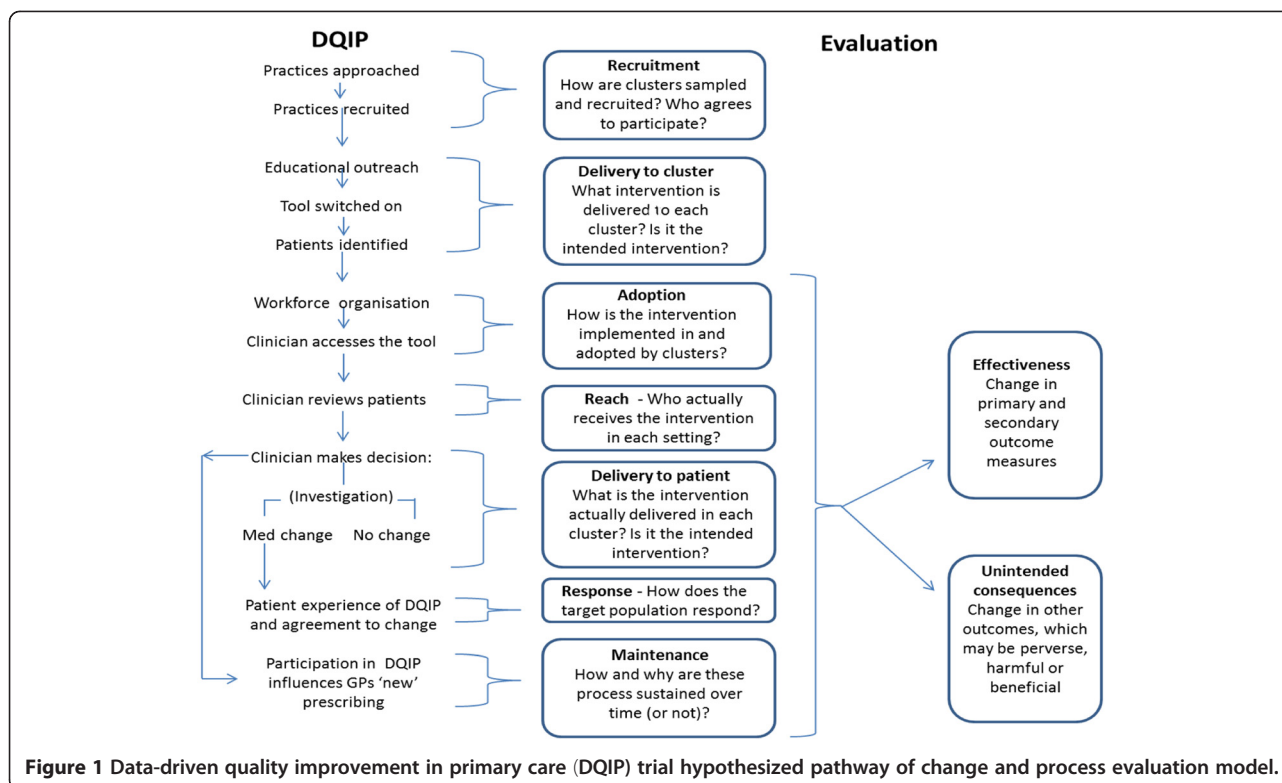 DQIP
Evaluation
Practices approached
Practices recruited
Recruitment
How are clusters sampled
and recruited? Who agrees
to participate?
Educational outreach
Tool switched on
Patients identified
Delivery to cluster
What intervention is
delivered to each
cluster? Is it the
intended intervention?
Workforce organisation
Clinician accesses the tool
Adoption
How is the intervention
implemented in and
adopted by clusters?
Clinician reviews patients
Reach - Who actually
receives the intervention
in each setting?
Clinician makes decision:
(Investigation)
Med change No change
Delivery to patient
What is the intervention
actually delivered in each
cluster? Is it the intended
intervention?
Patient experience of DQIP
and agreement to change
Response - How does the
target population respond?
Participation in DQIP
influences GPs ‘new’
prescribing
Maintenance
How and why are these
process sustained over
time (or not)?
Effectiveness
Change in
primary and
secondary
outcome
measures
Unintended
consequences
Change in other
outcomes, which
may be perverse,
harmful or
beneficial
Figure 1 Data-driven quality improvement in primary care (DQIP) trial hypothesized pathway of change and process evaluation model.